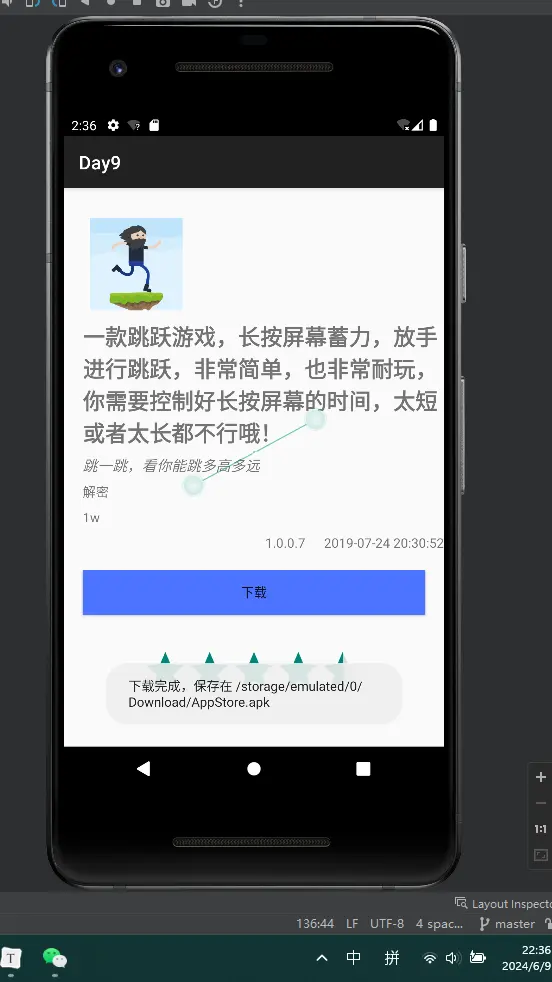 2:36
Day9
一款跳跃游戏，长按屏幕蓄力，放手
进行跳跃，非常简单，也非常耐玩，
你需要控制好长按屏幕的时间，太短
或者太长都不行哦！
跳一跳，看你能跳多高多远
解密
1w
1.0.0.7 2019-07-24 20:30:52
下载
下载完成，保存在 /storage/emulated/0/
Download/AppStore.apk
1:1
Layout Inspecto
136:44 LF UTF-8 4 spac... master
T 中 拼 22:36
2024/6/9